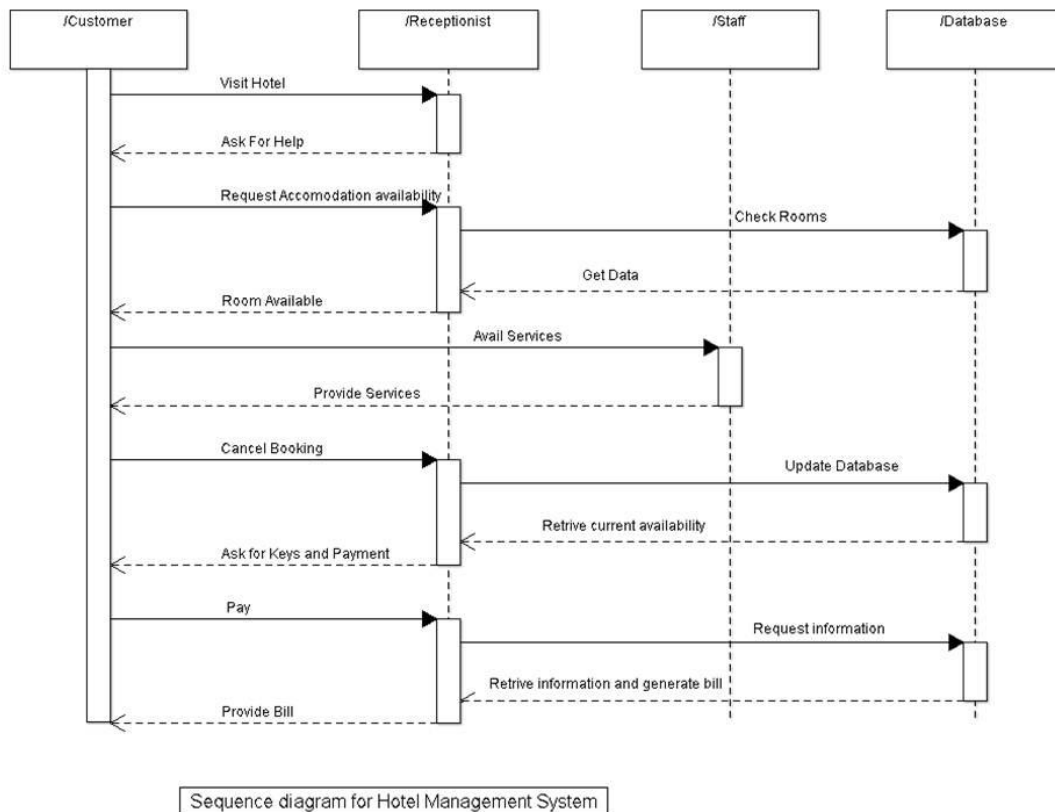 /Customer
/Receptionist
/Staff
/Database
Visit Hotel
Ask For Help
Request Accomodation availability
Check Rooms
Get Data
Room Available
Avail Services
Provide Services
Cancel Booking
Update Database
Retrive current availability
Ask for Keys and Payment
Pay
Request information
Retrive information and generate bill
Provide Bill
Sequence diagram for Hotel Management System